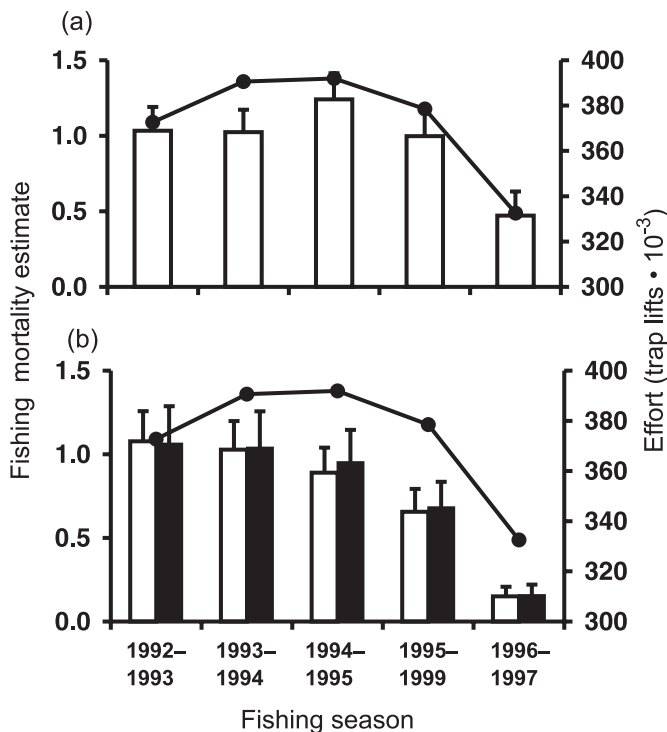 (a)
1.5
1.0
0.5
0.0
400
380
360
340
320
300
(b)
1.5
1.0
0.5
0.0
400
380
360
340
320
300
Fishing mortality estimate
Effort (trap lifts • 10⁻³)
1992– 1993– 1994– 1995– 1996–
1993 1994 1995 1999 1997
Fishing season